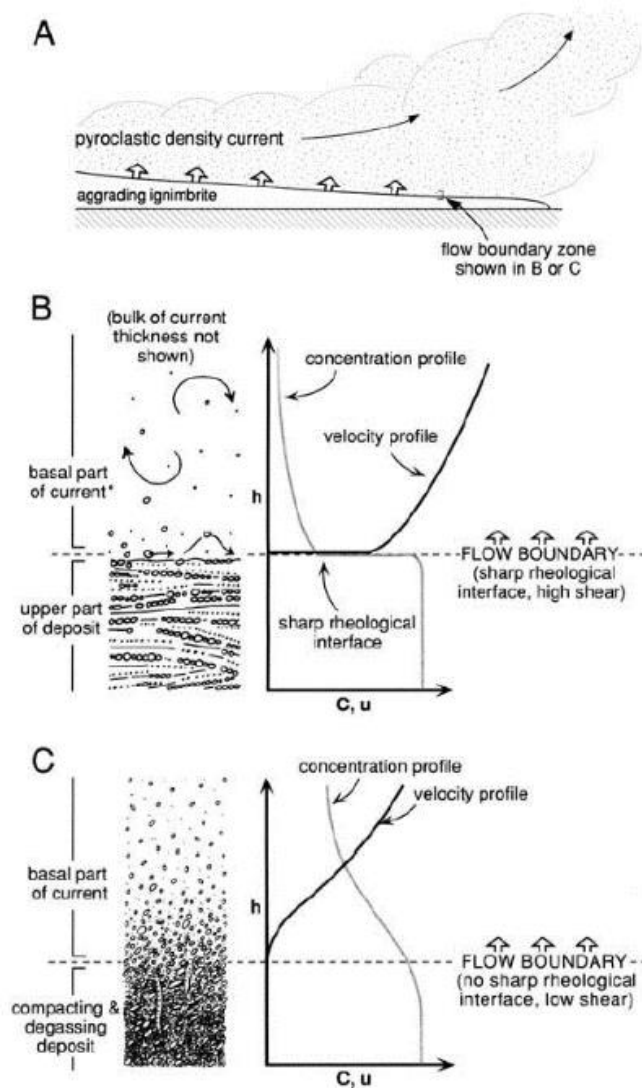 A
pyroclastic density current
aggrading ignimbrite
flow boundary zone
shown in B or C
B
(bulk of current
thickness not
shown)
concentration profile
velocity profile
basal part
of current*
h
FLOW BOUNDARY
(sharp rheological
interface, high shear)
upper part
of deposit
sharp rheological
interface
C, u
C
concentration profile
velocity profile
basal part
of current
h
FLOW BOUNDARY
(no sharp rheological
interface, low shear)
compacting &
degassing
deposit
C, u